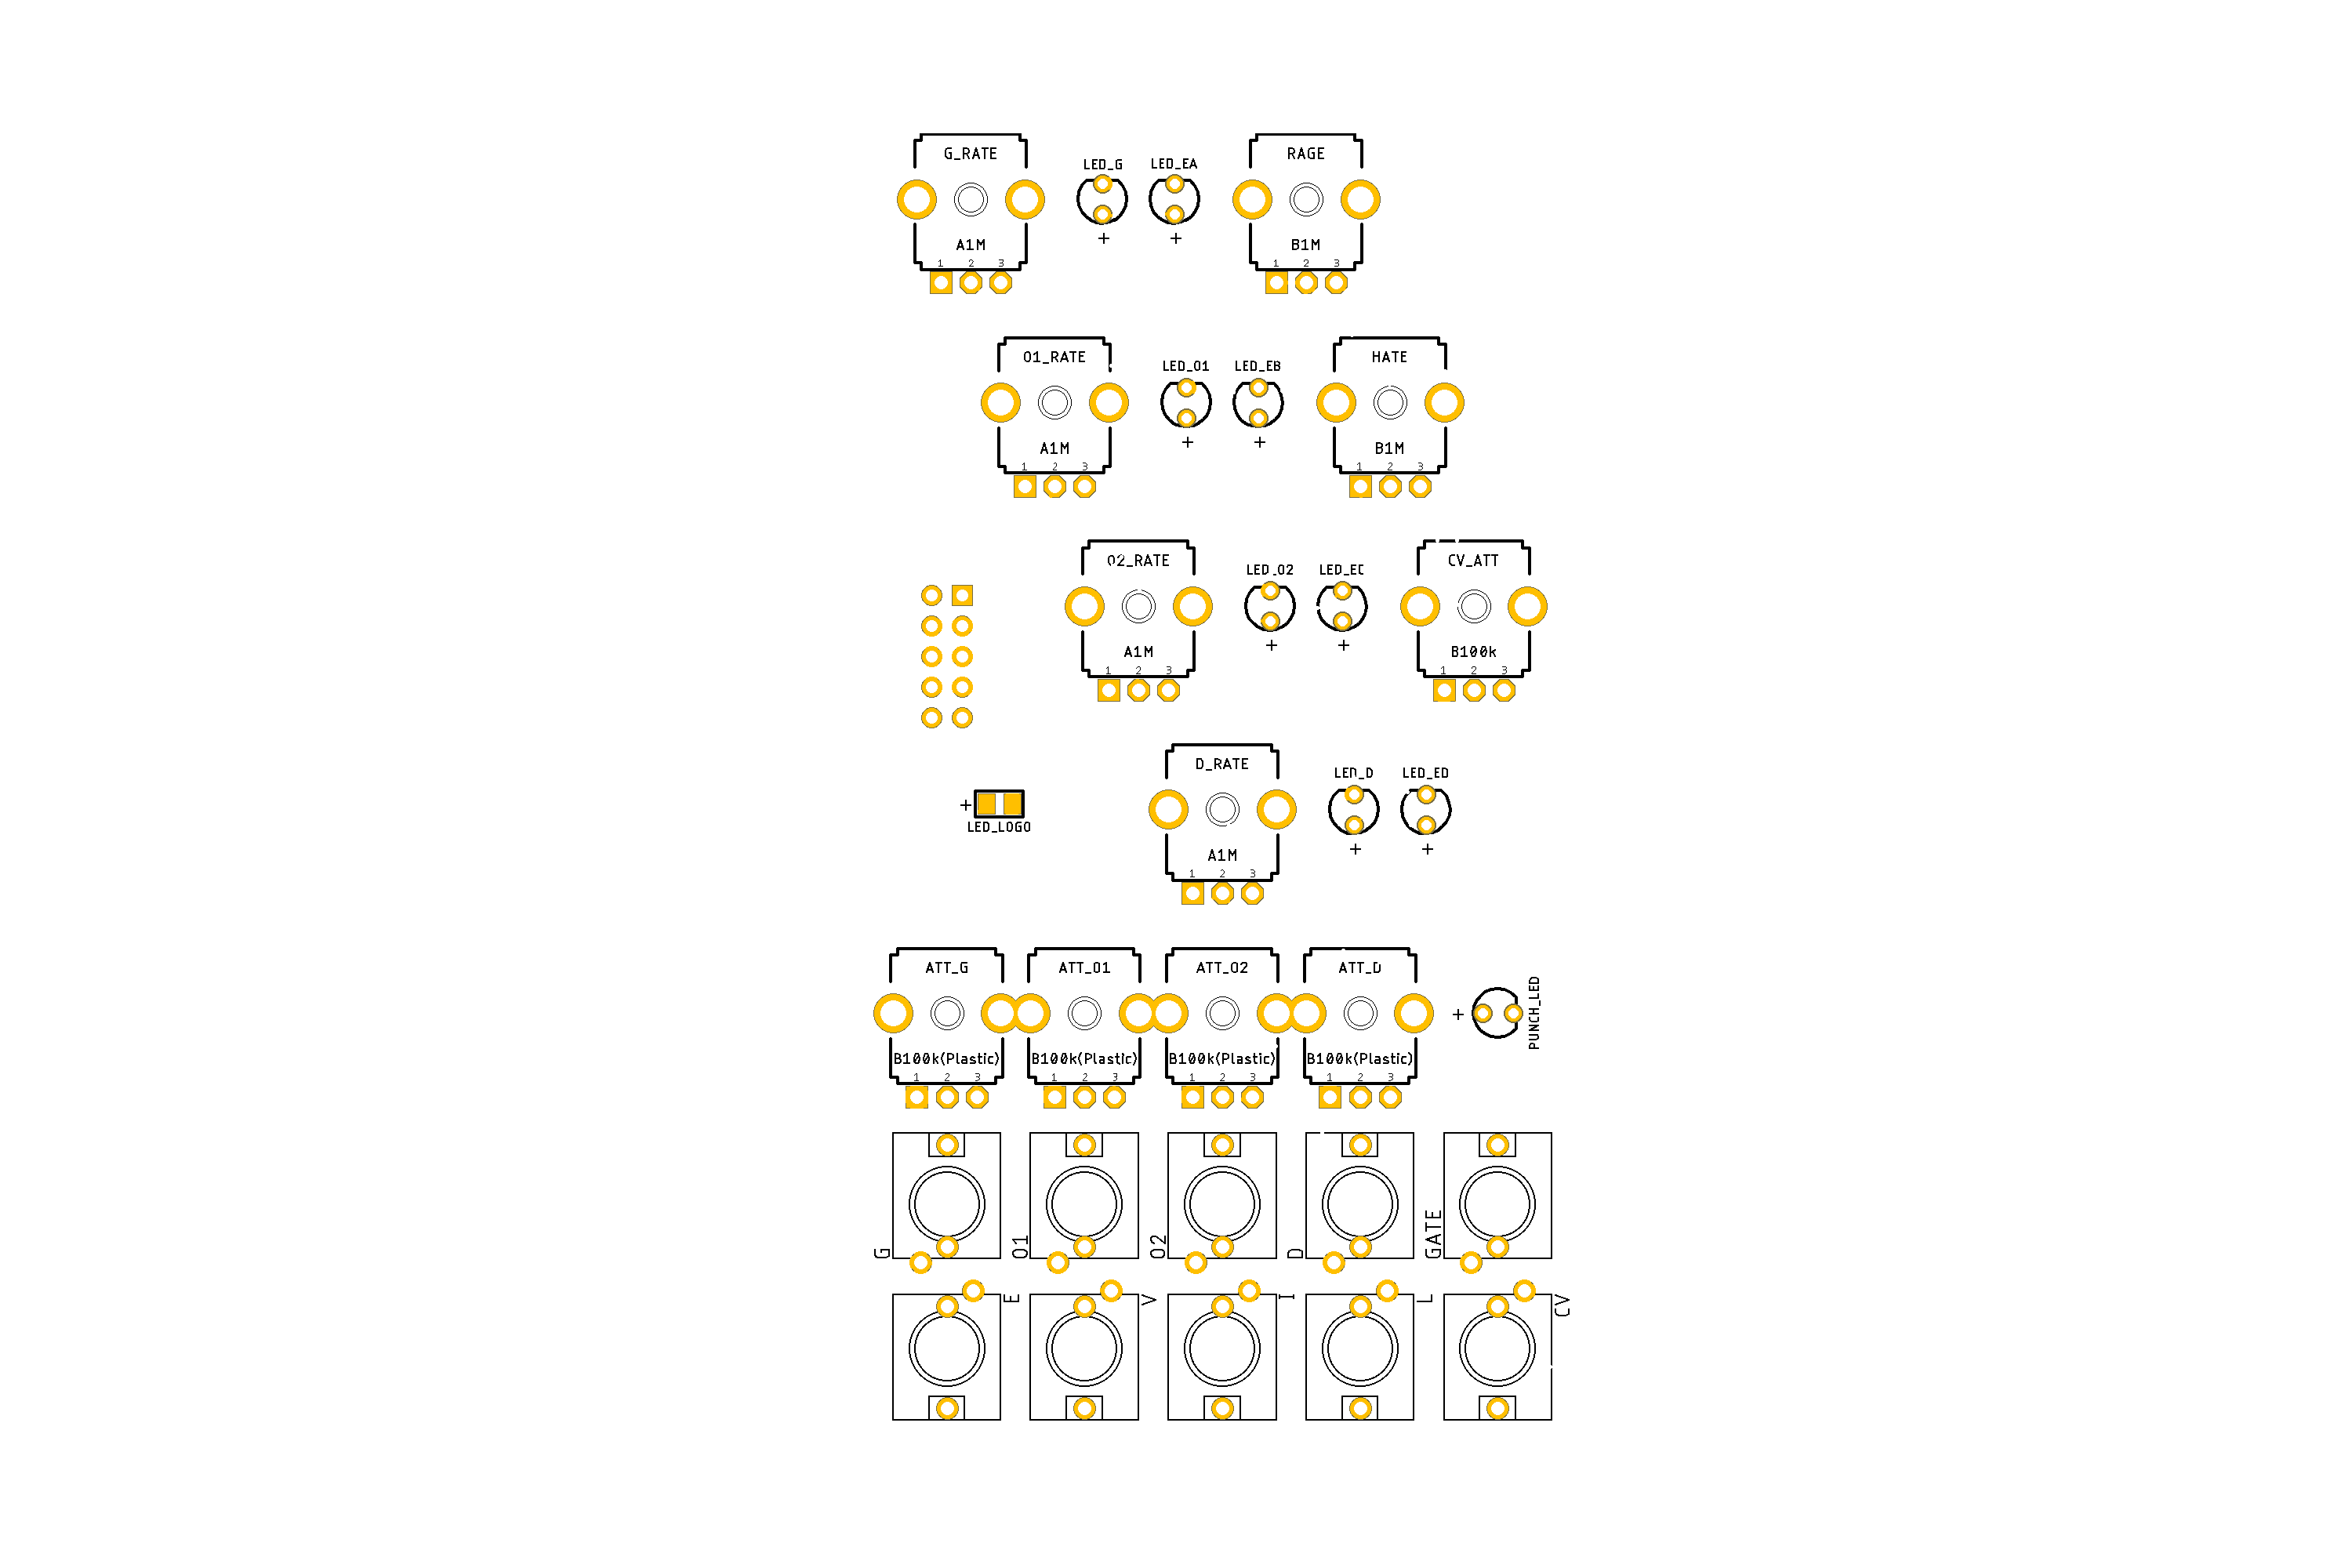 G_RATE
LED_G
LED_EA
RAGE
+
+
A1M
B1M
1 2 3
1 2 3
O1_RATE
LED_O1
LED_EB
HATE
+
+
A1M
B1M
1 2 3
1 2 3
O2_RATE
LED_O2
LED_EC
CV_ATT
+
+
A1M
B100k
1 2 3
1 2 3
D_RATE
LED_D
LED_ED
+
LED_LOGO
+
+
A1M
1 2 3
ATT_G
ATT_O1
ATT_O2
ATT_D
+
PUNCH_LED
B100k(Plastic)
B100k(Plastic)
B100k(Plastic)
B100k(Plastic)
1 2 3
1 2 3
1 2 3
1 2 3
G
O1
O2
D
GATE
E
V
I
L
CV